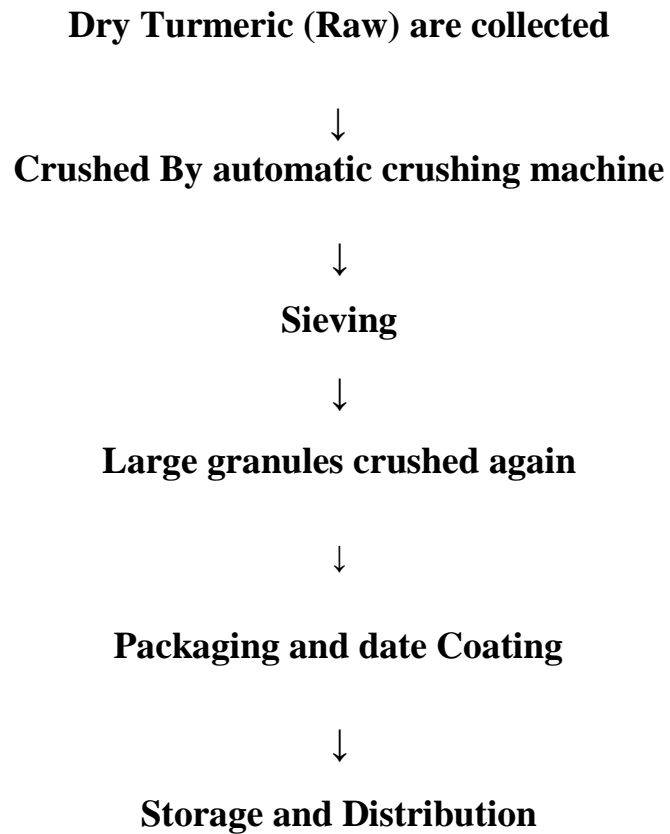 Dry Turmeric (Raw) are collected
↓
Crushed By automatic crushing machine
↓
Sieving
↓
Large granules crushed again
↓
Packaging and date Coating
↓
Storage and Distribution